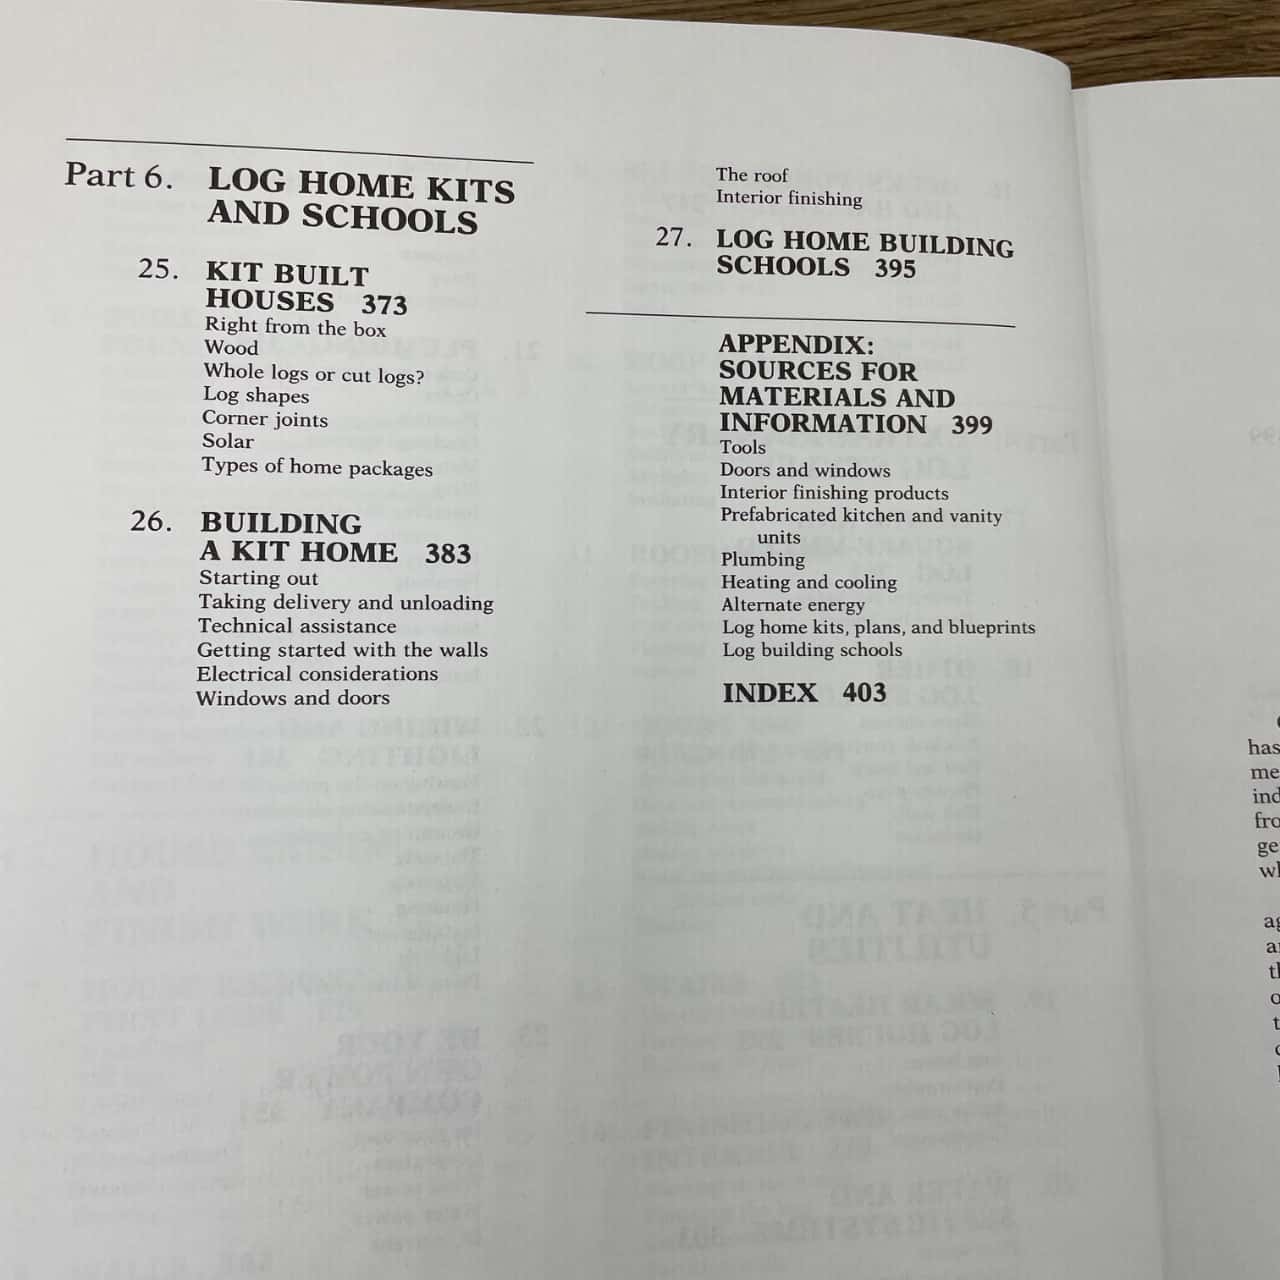 Part 6. LOG HOME KITS
AND SCHOOLS
25. KIT BUILT
HOUSES 373
Right from the box
Wood
Whole logs or cut logs?
Log shapes
Corner joints
Solar
Types of home packages
26. BUILDING
A KIT HOME 383
Starting out
Taking delivery and unloading
Technical assistance
Getting started with the walls
Electrical considerations
Windows and doors
The roof
Interior finishing
27. LOG HOME BUILDING
SCHOOLS 395
APPENDIX:
SOURCES FOR
MATERIALS AND
INFORMATION 399
Tools
Doors and windows
Interior finishing products
Prefabricated kitchen and vanity
units
Plumbing
Heating and cooling
Alternate energy
Log home kits, plans, and blueprints
Log building schools
INDEX 403
has
me
ind
fro
ge